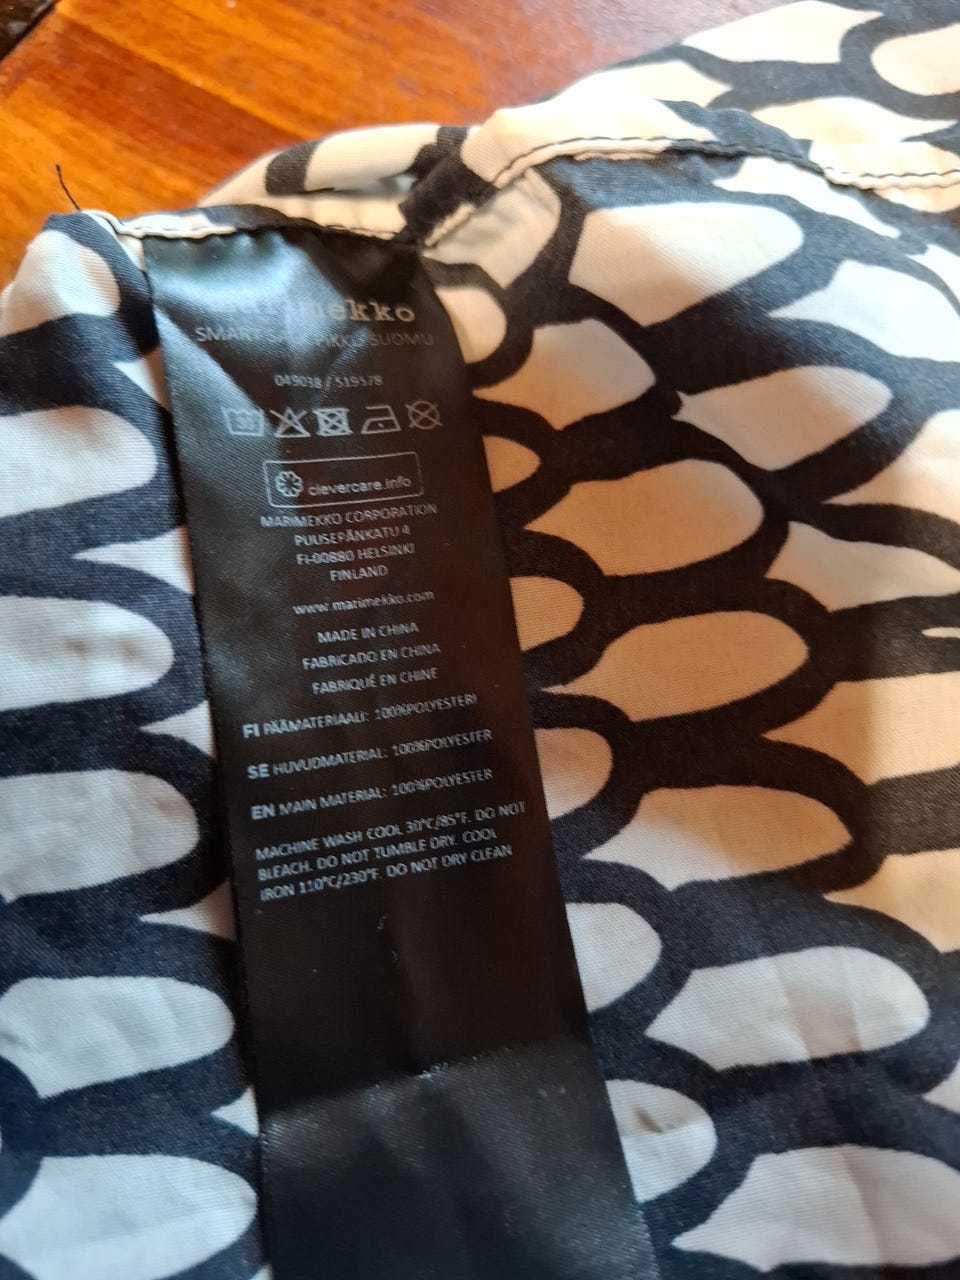 marimekko
SMART SUOMU
049038 / 519578
30
clevercare.info
MARIMEKKO CORPORATION
PUUSEPÄNKATU 4
FI-00880 HELSINKI
FINLAND
www.marimekko.com
MADE IN CHINA
FABRICADO EN CHINA
FABRIQUÉ EN CHINE
FI PÄÄMATERIAALI: 100%POLYESTERI
SE HUVUDMATERIAL: 100%POLYESTER
EN MAIN MATERIAL: 100%POLYESTER
MACHINE WASH COOL 30°C/85°F. DO NOT
BLEACH. DO NOT TUMBLE DRY. COOL
IRON 110°C/230°F. DO NOT DRY CLEAN